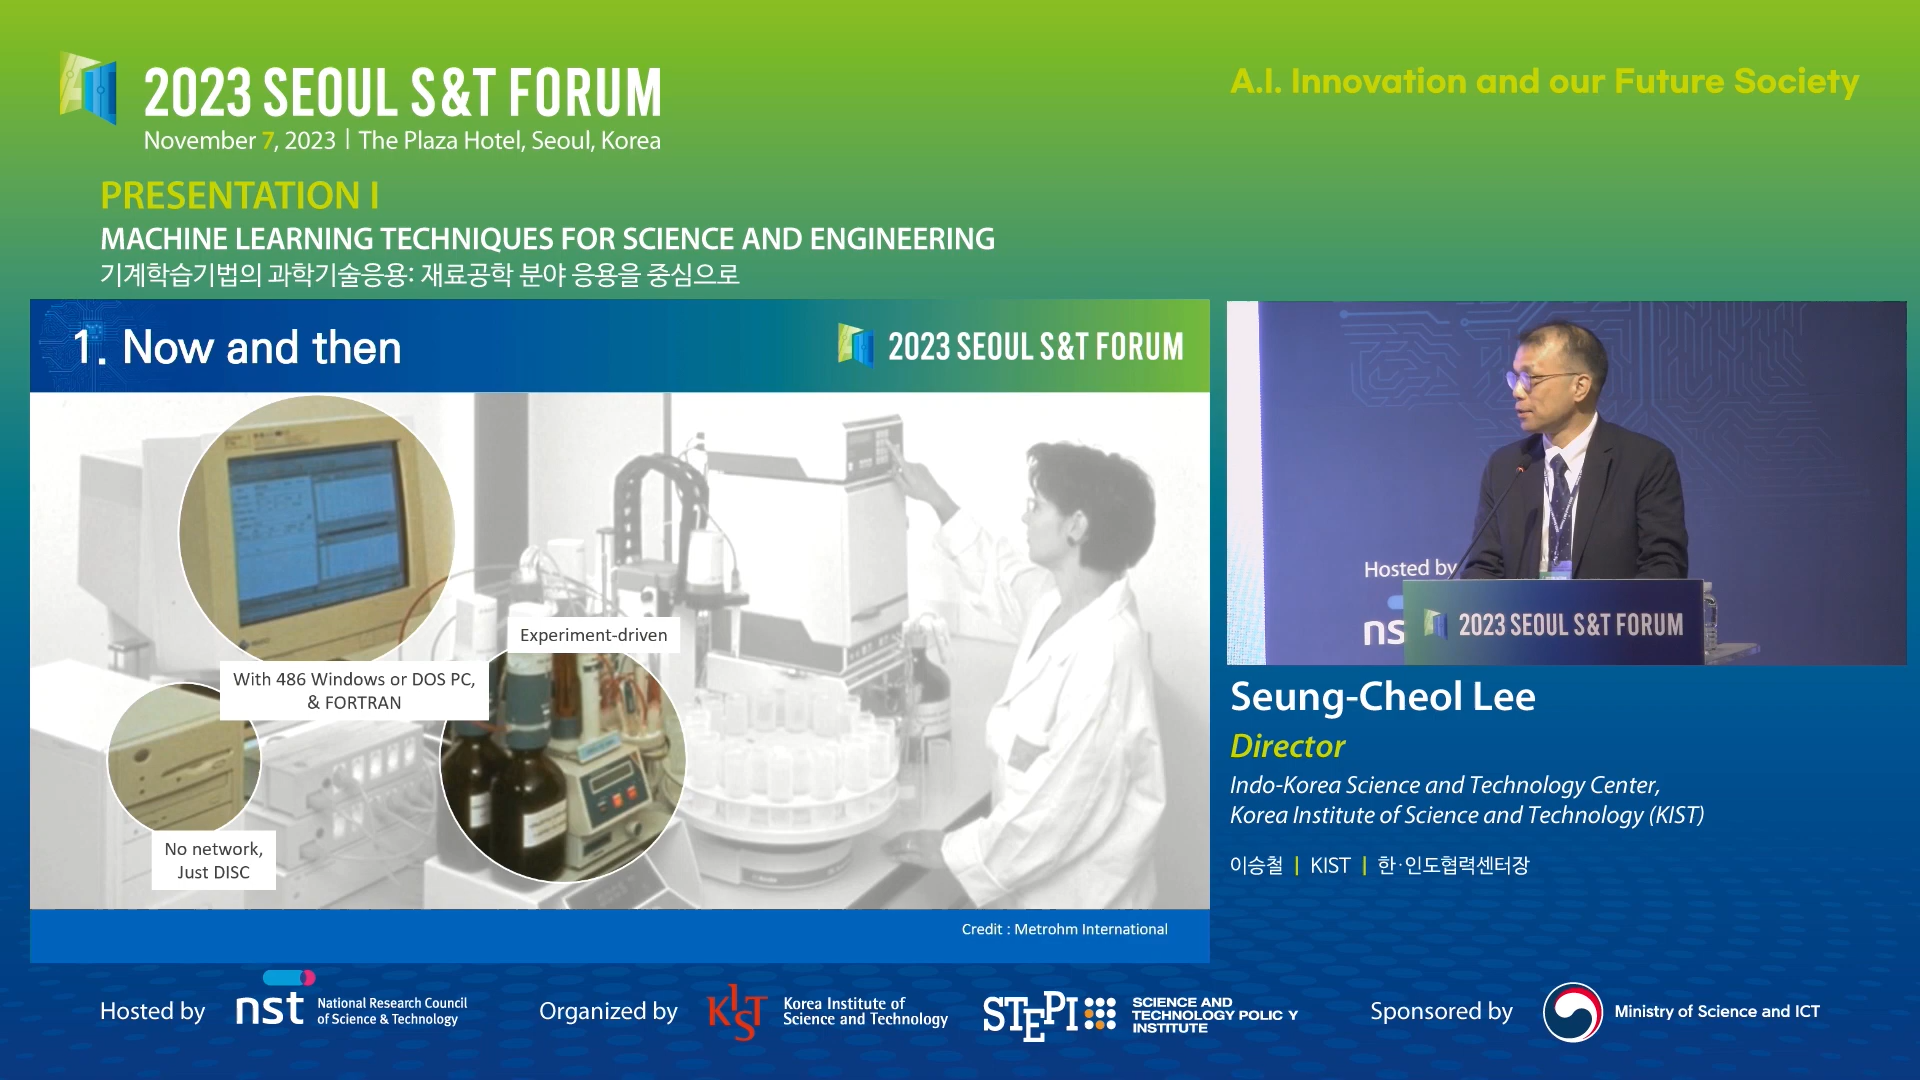 2023 SEOUL S&T FORUM
November 7, 2023 | The Plaza Hotel, Seoul, Korea
A.I. Innovation and our Future Society
PRESENTATION I
MACHINE LEARNING TECHNIQUES FOR SCIENCE AND ENGINEERING
기계학습기법의 과학기술응용: 재료공학 분야 응용을 중심으로
1. Now and then
2023 SEOUL S&T FORUM
Experiment-driven
With 486 Windows or DOS PC,
& FORTRAN
No network,
Just DISC
Credit : Metrohm International
Hosted by
ns
2023 SEOUL S&T FORUM
Seung-Cheol Lee
Director
Indo-Korea Science and Technology Center,
Korea Institute of Science and Technology (KIST)
이승철 | KIST | 한·인도협력센터장
Hosted by
nst
National Research Council
of Science & Technology
Organized by
KIST
Korea Institute of
Science and Technology
STEPI
SCIENCE AND
TECHNOLOGY POLIC Y
INSTITUTE
Sponsored by
Ministry of Science and ICT